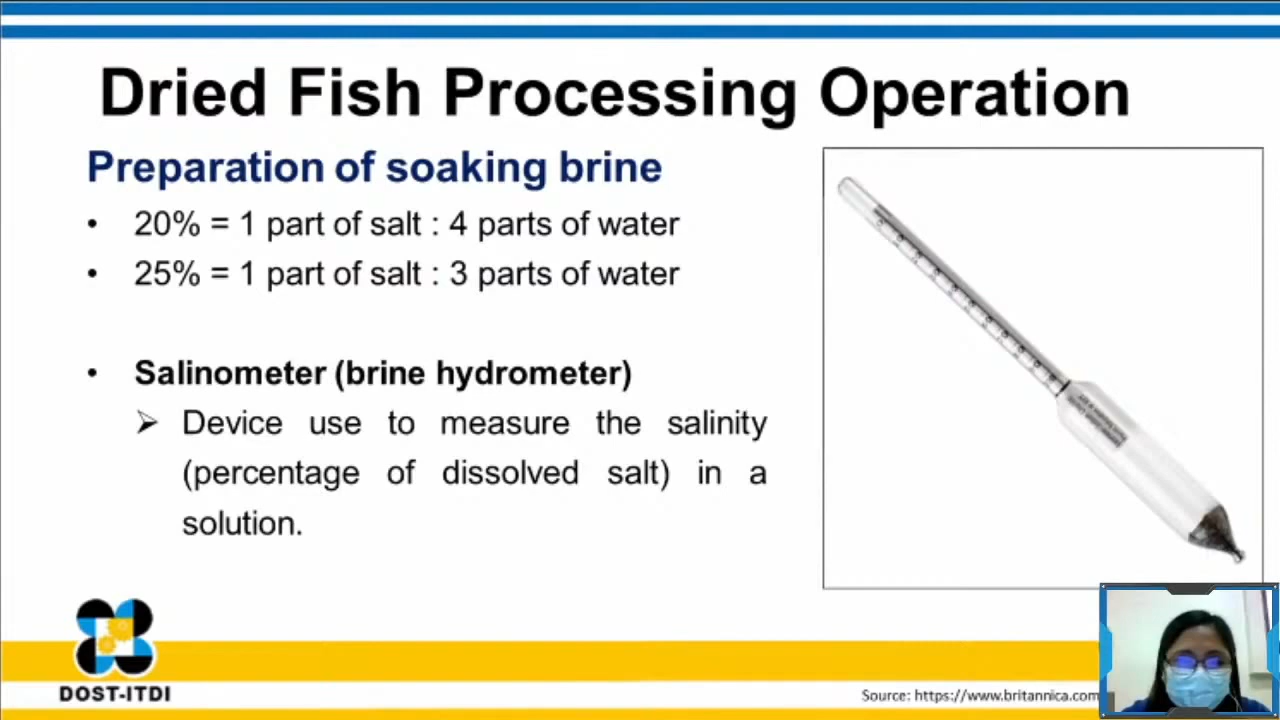 Dried Fish Processing Operation
Preparation of soaking brine
• 20% = 1 part of salt : 4 parts of water
• 25% = 1 part of salt : 3 parts of water
• Salinometer (brine hydrometer)
➢ Device use to measure the salinity
(percentage of dissolved salt) in a
solution.
DOST-ITDI
Source: https://www.britannica.com